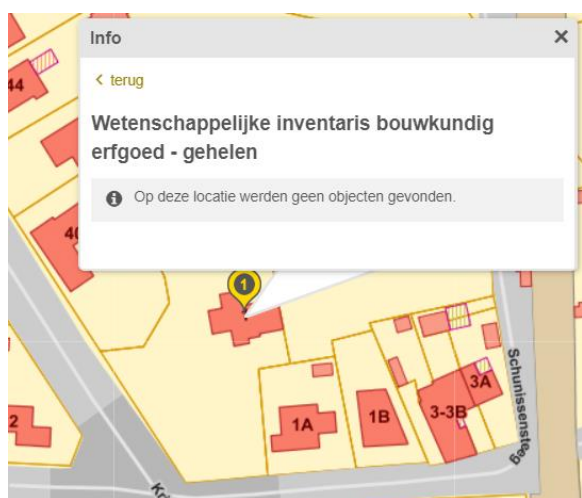 Info
< terug
Wetenschappelijke inventaris bouwkundig
erfgoed - gehelen
Op deze locatie werden geen objecten gevonden.
44
40
1
1A
1B
3-3B
3A
2
Schunissensteeg